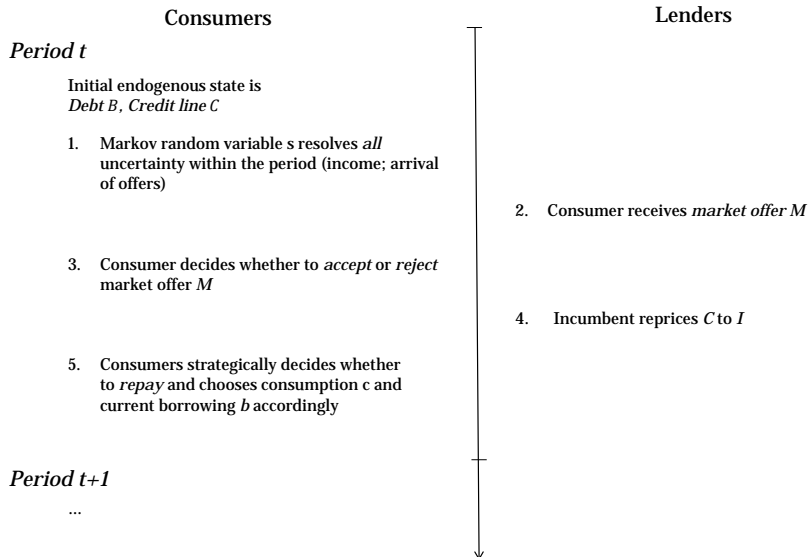 Consumers
Lenders
Period t
Initial endogenous state is
Debt B, Credit line C
1. Markov random variable s resolves all
uncertainty within the period (income; arrival
of offers)
2. Consumer receives market offer M
3. Consumer decides whether to accept or reject
market offer M
4. Incumbent reprices C to I
5. Consumers strategically decides whether
to repay and chooses consumption c and
current borrowing b accordingly
Period t+1
...